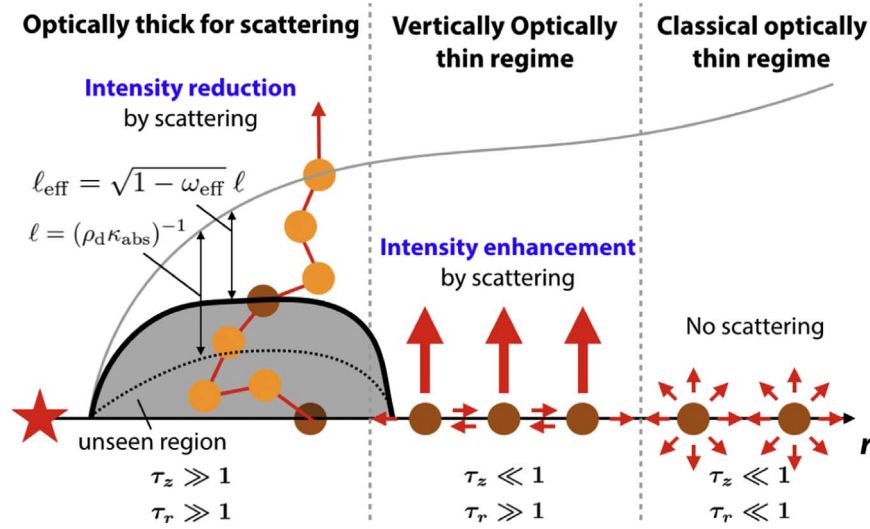 Optically thick for scattering
Vertically Optically
thin regime
Classical optically
thin regime
Intensity reduction
by scattering
ℓ_eff = √(1 − ω_eff) ℓ
ℓ = (ρ_d κ_abs)^−1
unseen region
Intensity enhancement
by scattering
No scattering
r
τ_z ≫ 1
τ_r ≫ 1
τ_z ≪ 1
τ_r ≫ 1
τ_z ≪ 1
τ_r ≪ 1